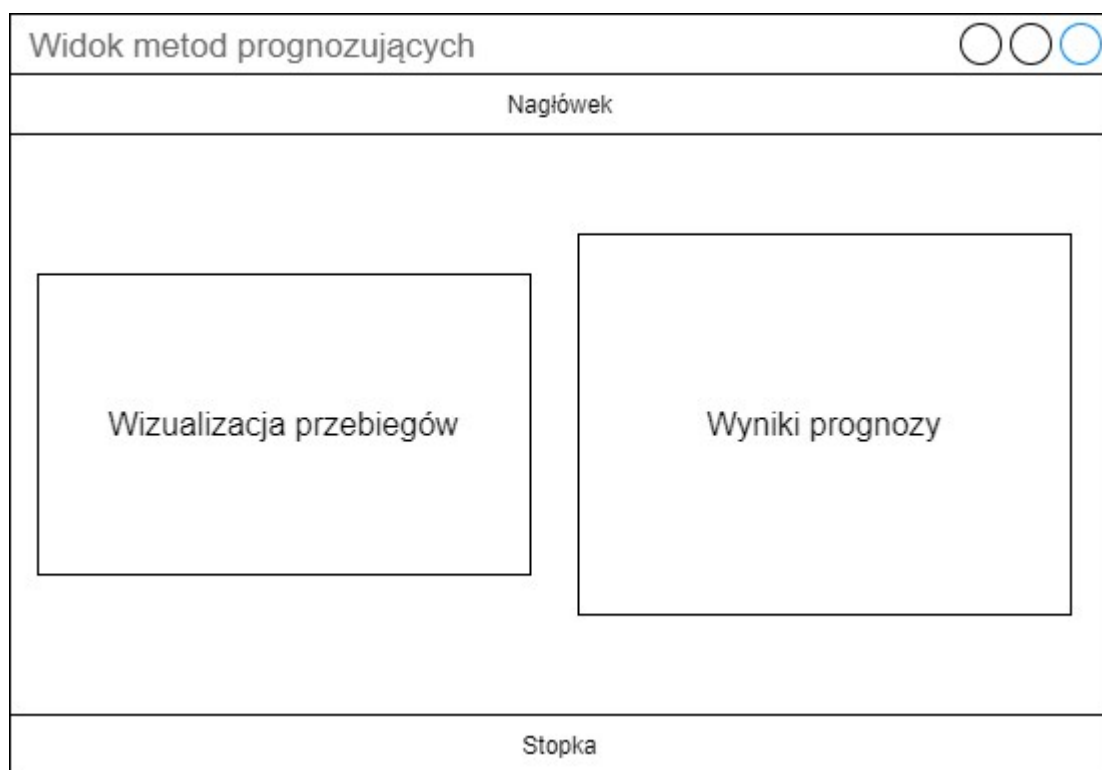 Widok metod prognozujących
Nagłówek
Wizualizacja przebiegów
Wyniki prognozy
Stopka